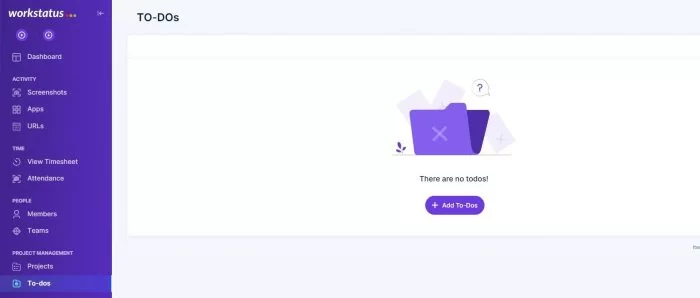 workstatus
TO-DOs
Dashboard
ACTIVITY
Screenshots
Apps
URLs
TIME
View Timesheet
Attendance
PEOPLE
Members
Teams
PROJECT MANAGEMENT
Projects
To-dos
?
There are no todos!
+ Add To-Dos